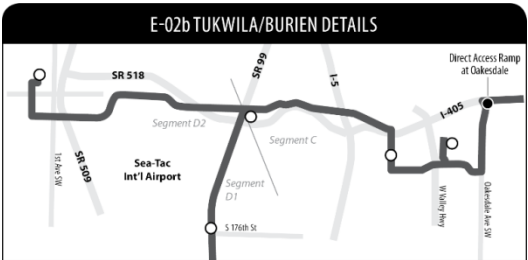 E-02b TUKWILA/BURIEN DETAILS
Direct Access Ramp
at Oakesdale
SR 518
SR 99
I-5
I-405
Segment D2
Segment C
1st Ave SW
SR 509
Sea-Tac
Int'l Airport
Segment
D1
W Valley Hwy
Oakesdale Ave SW
S 176th St